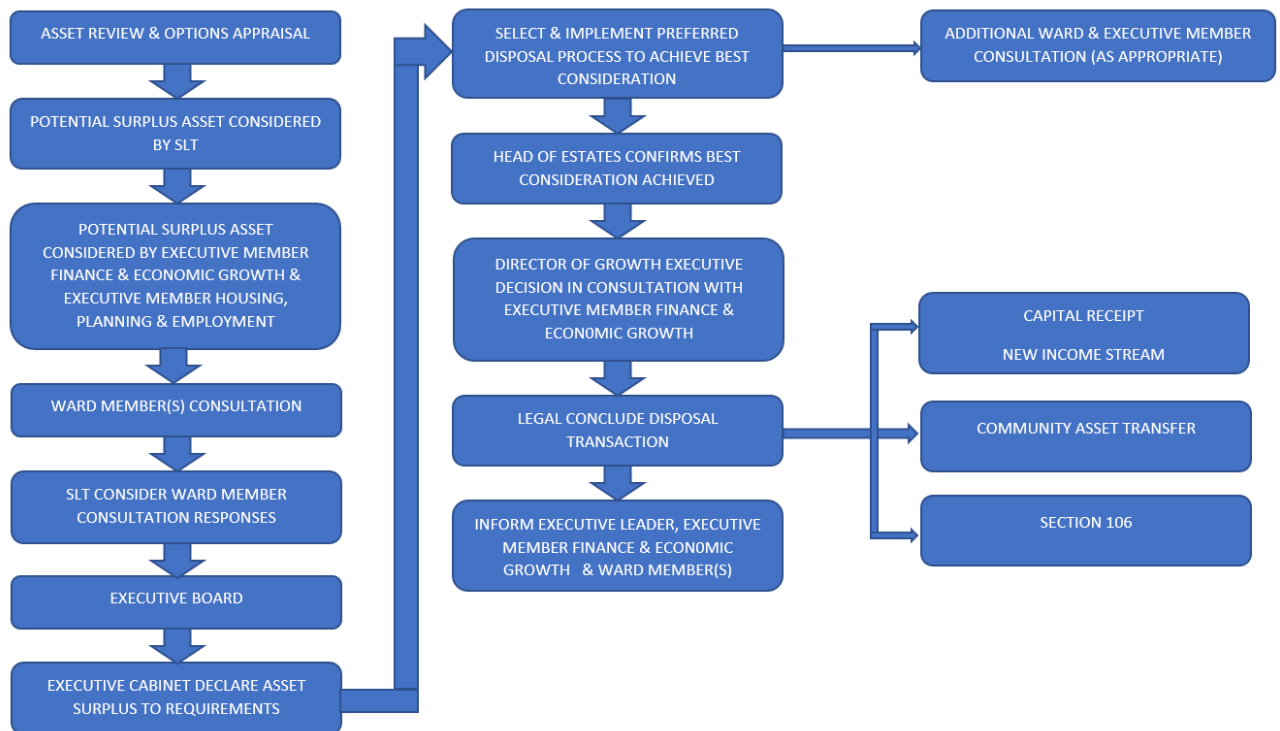 ASSET REVIEW & OPTIONS APPRAISAL
POTENTIAL SURPLUS ASSET CONSIDERED
BY SLT
POTENTIAL SURPLUS ASSET
CONSIDERED BY EXECUTIVE MEMBER
FINANCE & ECONOMIC GROWTH &
EXECUTIVE MEMBER HOUSING,
PLANNING & EMPLOYMENT
WARD MEMBER(S) CONSULTATION
SLT CONSIDER WARD MEMBER
CONSULTATION RESPONSES
EXECUTIVE BOARD
EXECUTIVE CABINET DECLARE ASSET
SURPLUS TO REQUIREMENTS
SELECT & IMPLEMENT PREFERRED
DISPOSAL PROCESS TO ACHIEVE BEST
CONSIDERATION
HEAD OF ESTATES CONFIRMS BEST
CONSIDERATION ACHIEVED
DIRECTOR OF GROWTH EXECUTIVE
DECISION IN CONSULTATION WITH
EXECUTIVE MEMBER FINANCE &
ECON0MIC GROWTH
LEGAL CONCLUDE DISPOSAL
TRANSACTION
INFORM EXECUTIVE LEADER, EXECUTIVE
MEMBER FINANCE & ECON0MIC
GROWTH & WARD MEMBER(S)
ADDITIONAL WARD & EXECUTIVE MEMBER
CONSULTATION (AS APPROPRIATE)
CAPITAL RECEIPT
NEW INCOME STREAM
COMMUNITY ASSET TRANSFER
SECTION 106